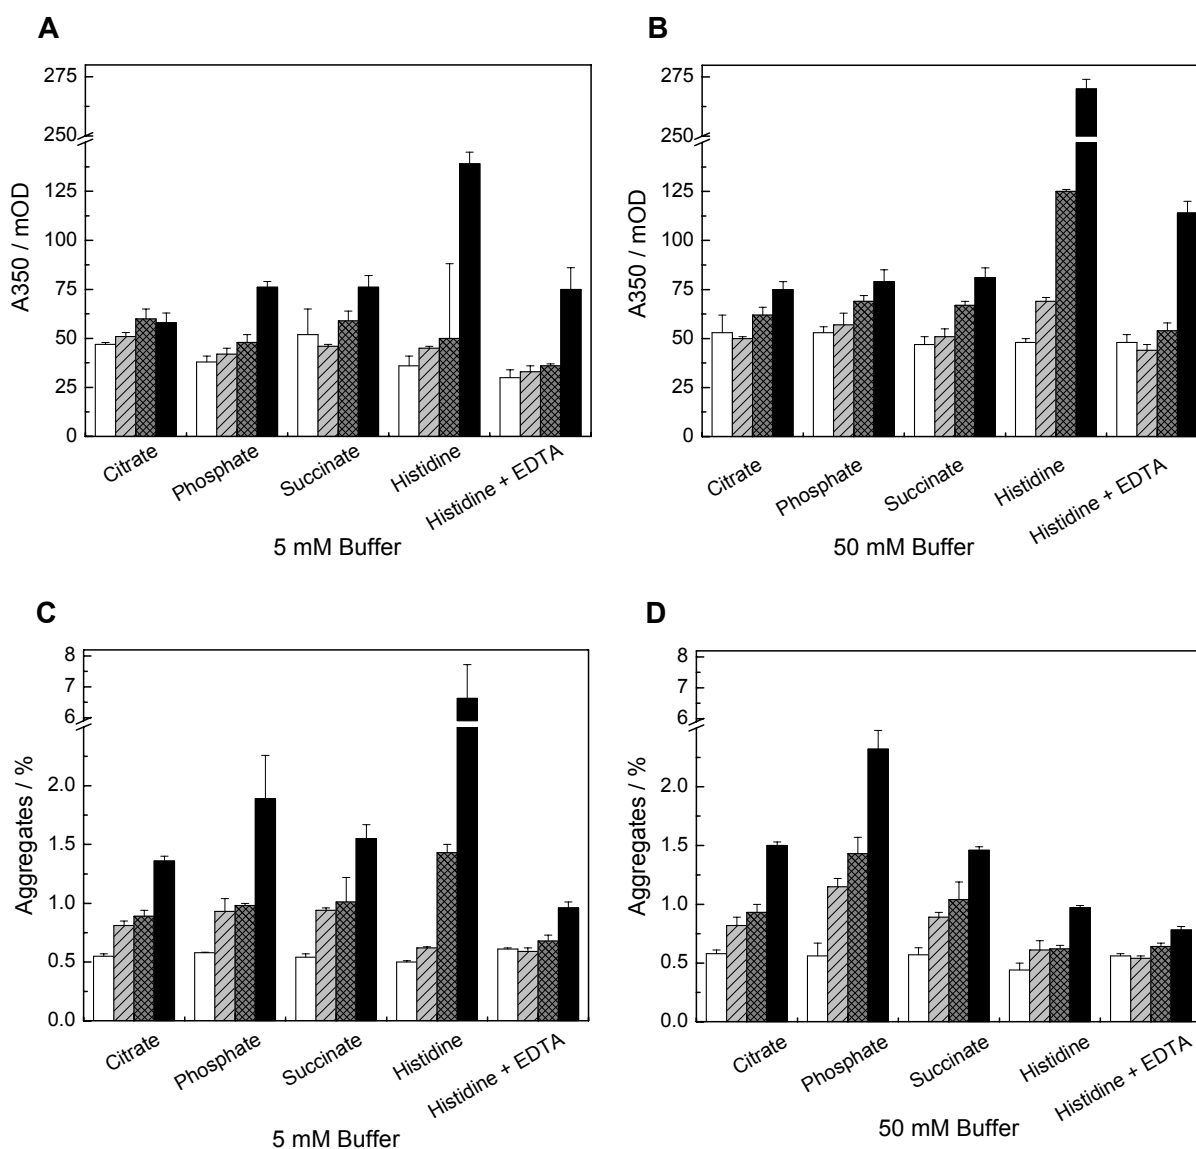 A
275
250
125
100
75
50
25
0
A350 / mOD
Citrate
Phosphate
Succinate
Histidine
Histidine + EDTA
5 mM Buffer
B
275
250
125
100
75
50
25
0
A350 / mOD
Citrate
Phosphate
Succinate
Histidine
Histidine + EDTA
50 mM Buffer
C
8
7
6
2.0
1.5
1.0
0.5
0.0
Aggregates / %
Citrate
Phosphate
Succinate
Histidine
Histidine + EDTA
5 mM Buffer
D
8
7
6
2.0
1.5
1.0
0.5
0.0
Aggregates / %
Citrate
Phosphate
Succinate
Histidine
Histidine + EDTA
50 mM Buffer